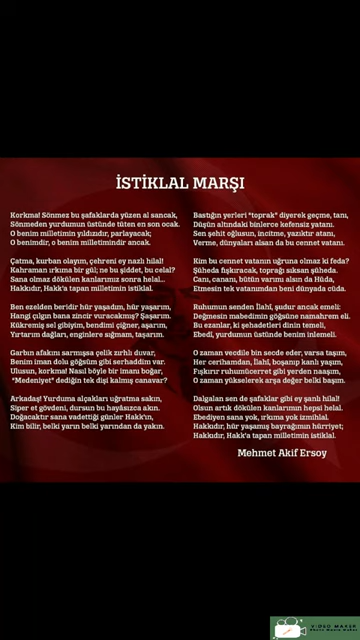 İSTİKLAL MARŞI
Korkma! Sönmez bu şafaklarda yüzen al sancak,
Sönmeden yurdumun üstünde tüten en son ocak.
O benim milletimin yıldızıdır, parlayacak;
O benimdir, o benim milletimindir ancak.
Çatma, kurban olayım, çehreni ey nazlı hilal!
Kahraman ırkıma bir gül; ne bu şiddet, bu celal?
Sana olmaz dökülen kanlarımız sonra helal..
Hakkıdır, Hakk'a tapan milletimin istiklal.
Ben ezelden beridir hür yaşadım, hür yaşarım,
Hangi çılgın bana zincir vuracakmış? Şaşarım.
Kükremiş sel gibiyim, bendimi çiğner, aşarım,
Yırtarım dağları, enginlere sığmam, taşarım.
Garbın afakını sarmışsa çelik zırhlı duvar,
Benim iman dolu göğsüm gibi serhaddim var.
Ulusun, korkma! Nasıl böyle bir imanı boğar,
"Medeniyet" dediğin tek dişi kalmış canavar?
Arkadaş! Yurduma alçakları uğratma sakın,
Siper et gövdeni, dursun bu hayâsızca akın.
Doğacaktır sana vadettiği günler Hakk'ın,
Kim bilir, belki yarın belki yarından da yakın.
Bastığın yerleri "toprak" diyerek geçme, tanı,
Düşün altındaki binlerce kefensiz yatanı.
Sen şehit oğlusun, incitme, yazıktır atanı,
Verme, dünyaları alsan da bu cennet vatanı.
Kim bu cennet vatanın uğruna olmaz ki feda?
Şüheda fışkıracak, toprağı sıksan şüheda.
Canı, cananı, bütün varımı alsın da Hüda,
Etmesin tek vatanımdan beni dünyada cüda.
Ruhumun senden İlahî, şudur ancak emeli:
Değmesin mabedimin göğsüne namahrem eli.
Bu ezanlar, ki şehadetleri dinin temeli,
Ebedî, yurdumun üstünde benim inlemeli.
O zaman vecdile bin secde eder, varsa taşım,
Her cerihamdan, İlahî, boşanıp kanlı yaşım,
Fışkırır ruhumücerret gibi yerden naaşım,
O zaman yükselerek arşa değer belki başım.
Dalgalan sen de şafaklar gibi ey şanlı hilal!
Olsun artık dökülen kanlarımın hepsi helal.
Ebediyen sana yok, ırkıma yok izmihlal.
Hakkıdır, hür yaşamış bayrağımın hürriyet;
Hakkıdır, Hakk'a tapan milletimin istiklal.
Mehmet Akif Ersoy
VIDEO MAKER